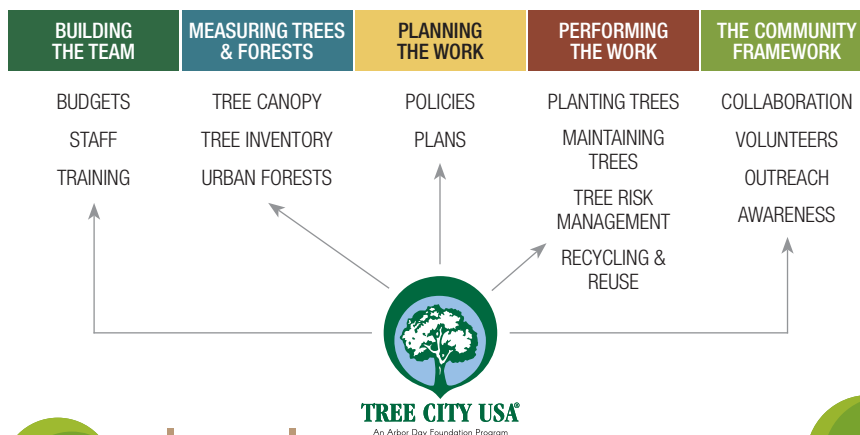 BUILDING
THE TEAM
MEASURING TREES
& FORESTS
PLANNING
THE WORK
PERFORMING
THE WORK
THE COMMUNITY
FRAMEWORK
BUDGETS
STAFF
TRAINING
TREE CANOPY
TREE INVENTORY
URBAN FORESTS
POLICIES
PLANS
PLANTING TREES
MAINTAINING
TREES
TREE RISK
MANAGEMENT
RECYCLING &
REUSE
COLLABORATION
VOLUNTEERS
OUTREACH
AWARENESS
TREE CITY USA®
An Arbor Day Foundation Program